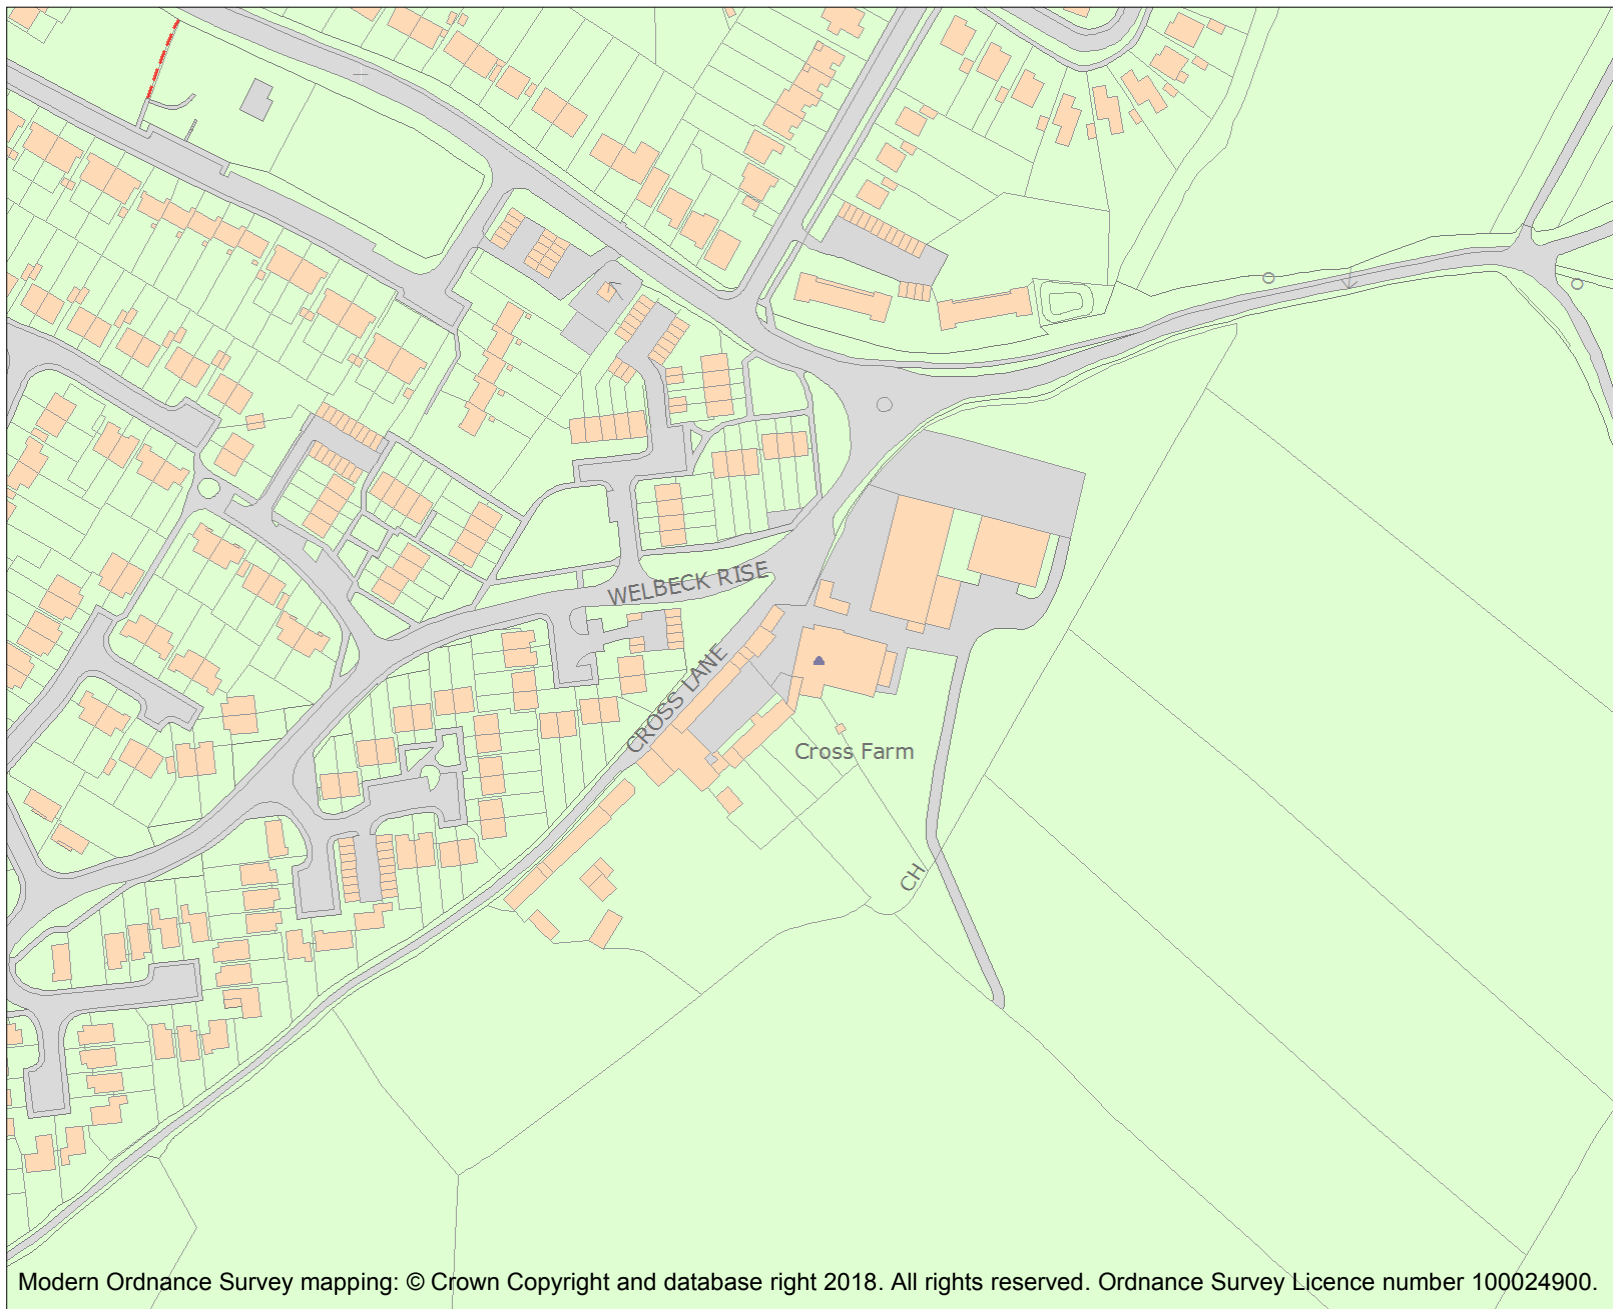 WELBECK RISE
CROSS LANE
Cross Farm
CH
Modern Ordnance Survey mapping: © Crown Copyright and database right 2018. All rights reserved. Ordnance Survey Licence number 100024900.